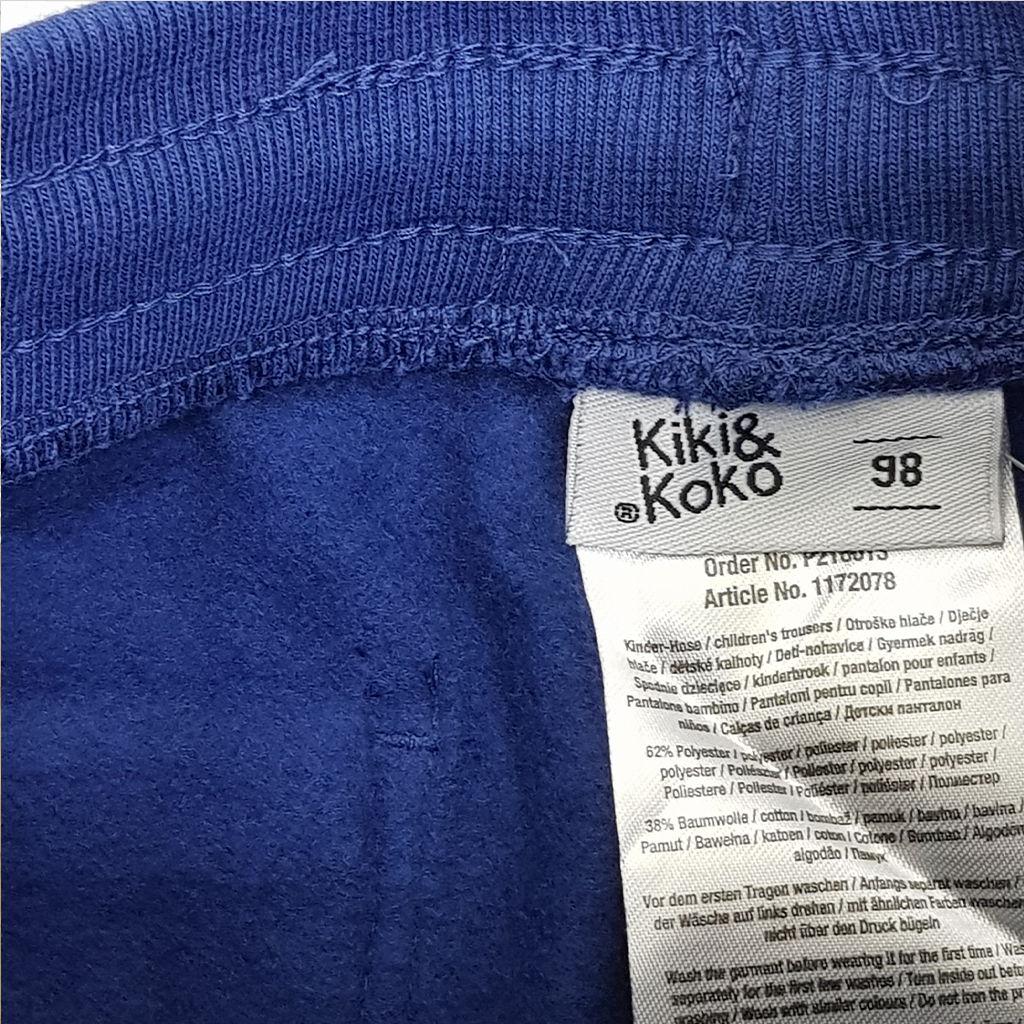 Kiki&
®Koko
98
Order No.
Article No. 1172078
Kinder-Hose / children's trousers / Otroške hlače / Dječje
hlače / dětské kalhoty / Deti-nohavice / Gyermek nadrág /
Spodnie dziecięce / kinderbroek / pantalon pour enfants /
Pantalons bambino / Pantaloni pentru copii / Pantalones para
niños / Calças de criança / Детски панталон
62% Polyester / polyester / poliester / poliester / polyester /
polyester / Poliészter / Poliester / polyester / polyester /
Poliestere / Poliester / Poliéster / poliéster / Полиестер
38% Baumwolle / cotton / bombaž / pamuk / bavlna / bavlna /
Pamut / Bawełna / katoen / coton / Cotone / Bumbac / Algodón
algodão / Памук
Vor dem ersten Tragen waschen / Anfangs separat waschen /
der Wäsche auf links drehen / mit ähnlichen Farben waschen
nicht über den Druck bügeln
Wash the garment before wearing it for the first time / Was
separately for the first few washes / Turn inside out befo
washing / Wash with similar colours / Do not iron the pr